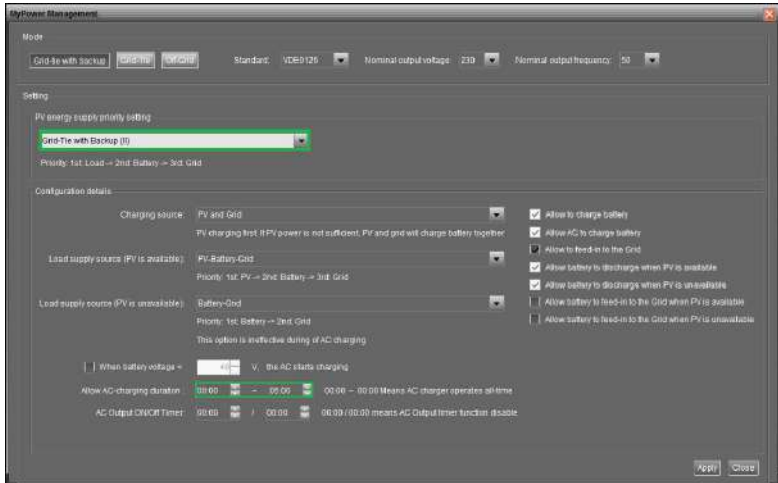 MyPower Management
Mode
Grid-tie with backup Grid-Tie Off-Grid Standard: VDE0126 Nominal output voltage: 230 Nominal output frequency: 50
Setting
PV energy supply priority setting
Grid-Tie with Backup (II)
Priority: 1st: Load -> 2nd: Battery -> 3rd: Grid
Configuration details
Charging source: PV and Grid
PV charging first. If PV power is not sufficient, PV and grid will charge battery together
Load supply source (PV is available): PV-Battery-Grid
Priority: 1st: PV -> 2nd: Battery -> 3rd: Grid
Load supply source (PV is unavailable): Battery-Grid
Priority: 1st: Battery -> 2nd: Grid
This option is ineffective during of AC charging
When battery voltage < V, the AC starts charging
Allow AC-charging duration: 00:00 ~ 00:00 ~ 00:00 Means AC charger operates all-time
AC Output ON/Off Timer: 00:00 / 00:00 00:00 / 00:00 means AC Output timer function disable
Allow to charge battery
Allow AC to charge battery
Allow to feed-in to the Grid
Allow battery to discharge when PV is available
Allow battery to discharge when PV is unavailable
Allow battery to feed-in to the Grid when PV is available
Allow battery to feed-in to the Grid when PV is unavailable
Apply Close